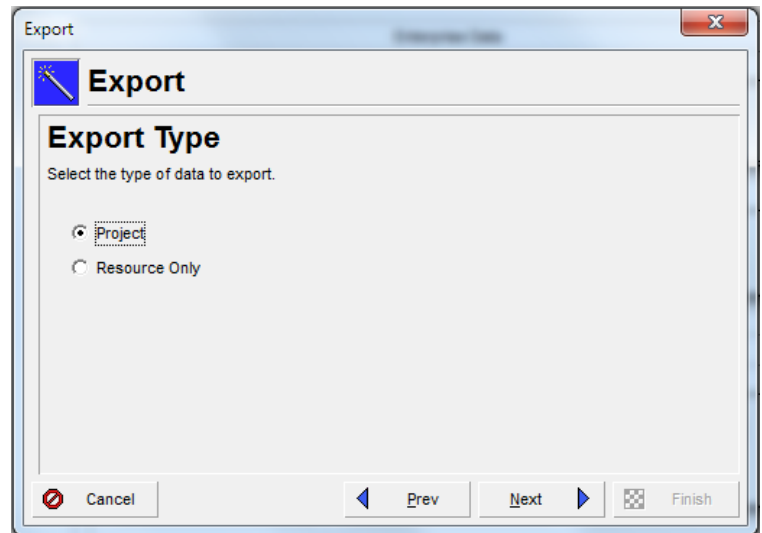 Export
Export
Export Type
Select the type of data to export.
Project
Resource Only
Cancel
Prev
Next
Finish